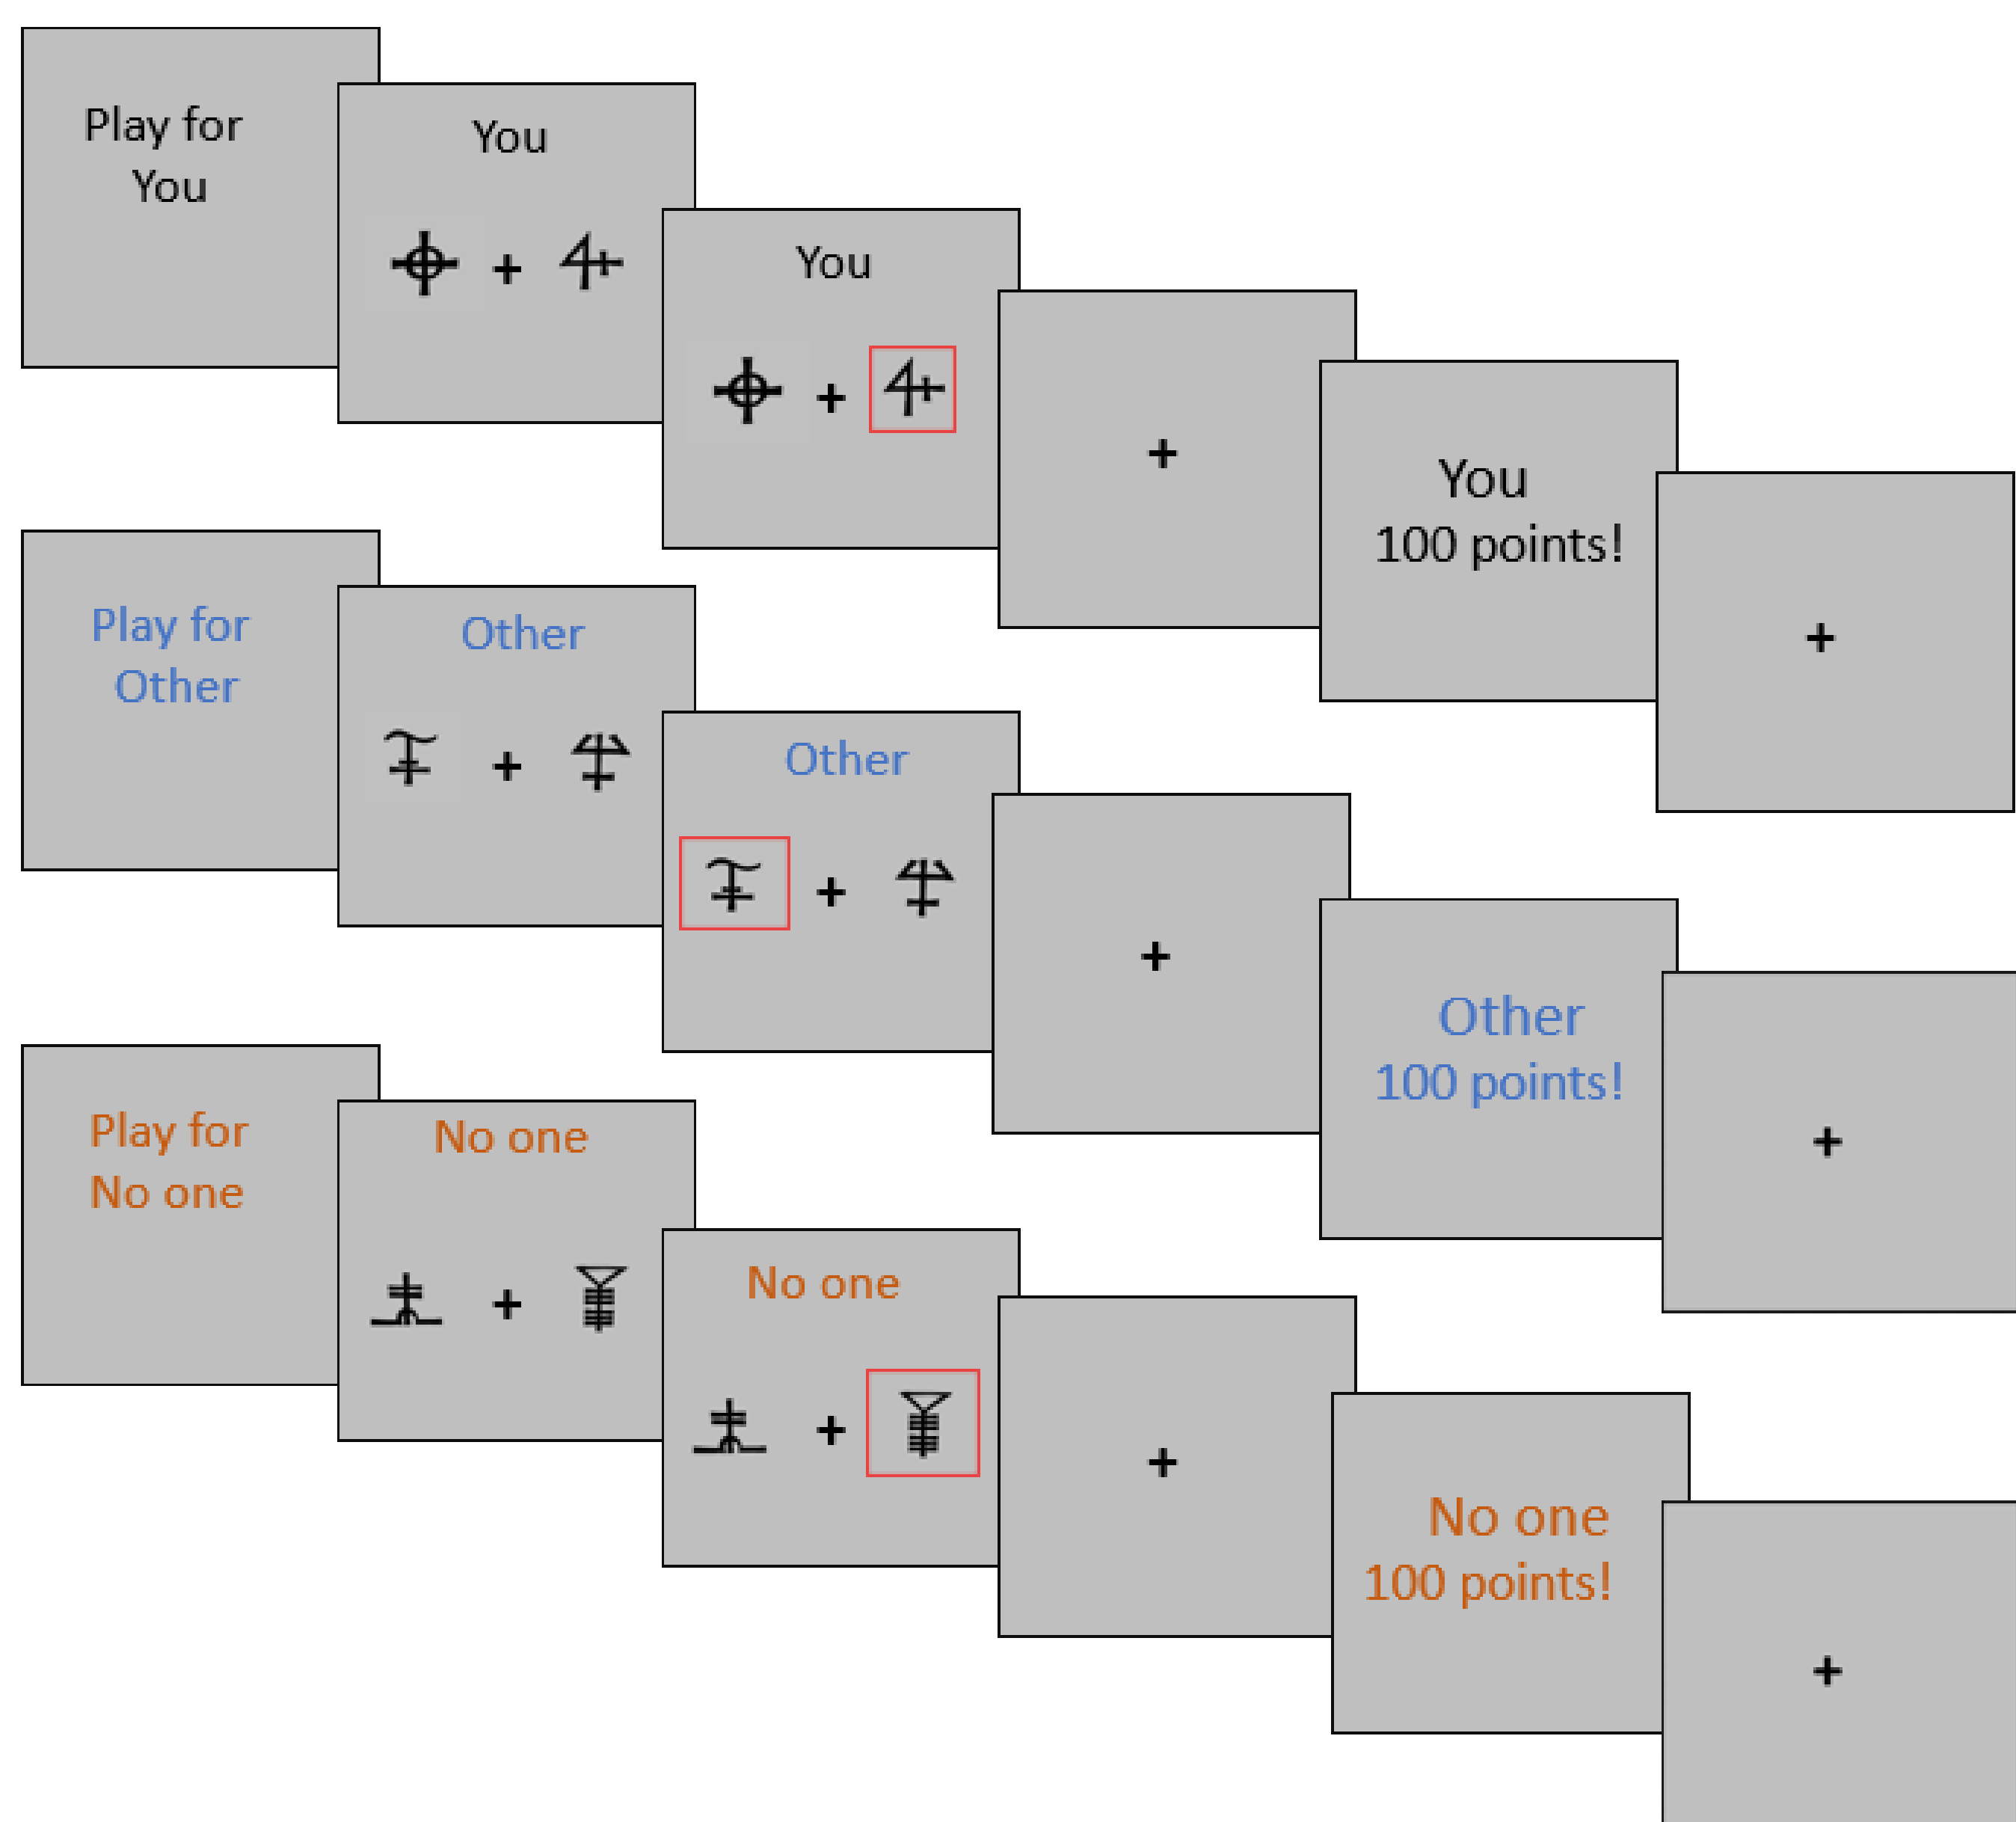 Play for
You
You
+
You
+
+
You
100 points!
+
Play for
Other
Other
+
Other
+
+
Other
100 points!
+
Play for
No one
No one
+
No one
+
+
No one
100 points!
+